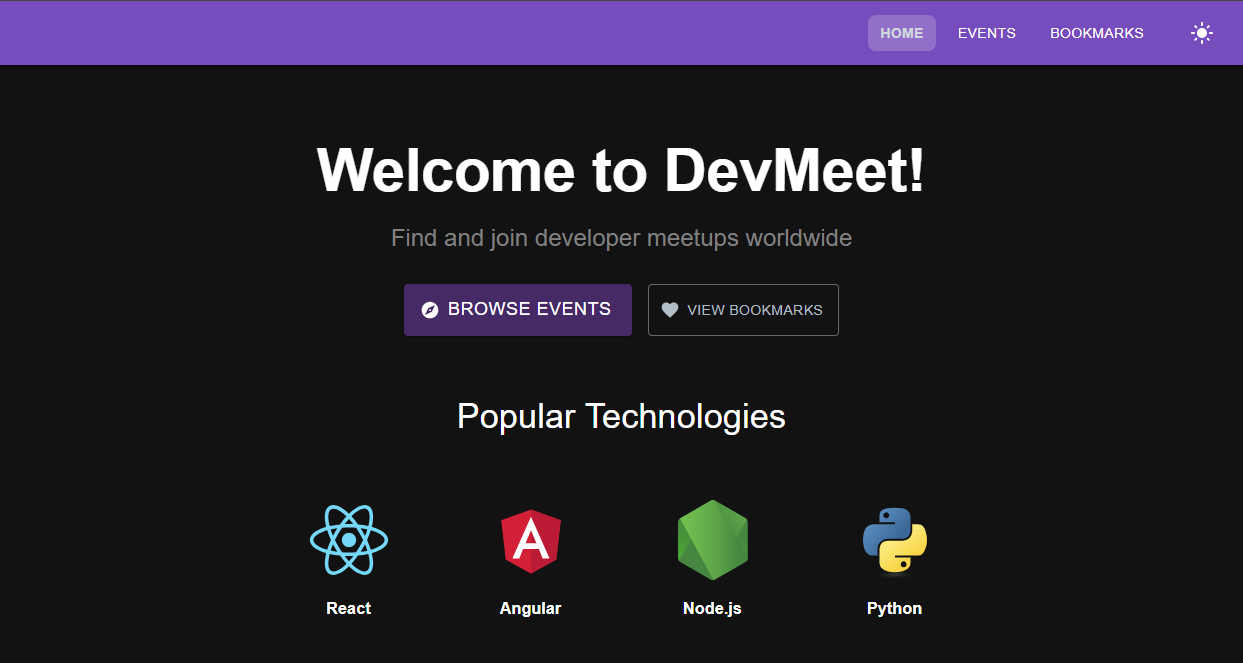 HOME EVENTS BOOKMARKS
Welcome to DevMeet!
Find and join developer meetups worldwide
BROWSE EVENTS VIEW BOOKMARKS
Popular Technologies
A
React Angular Node.js Python